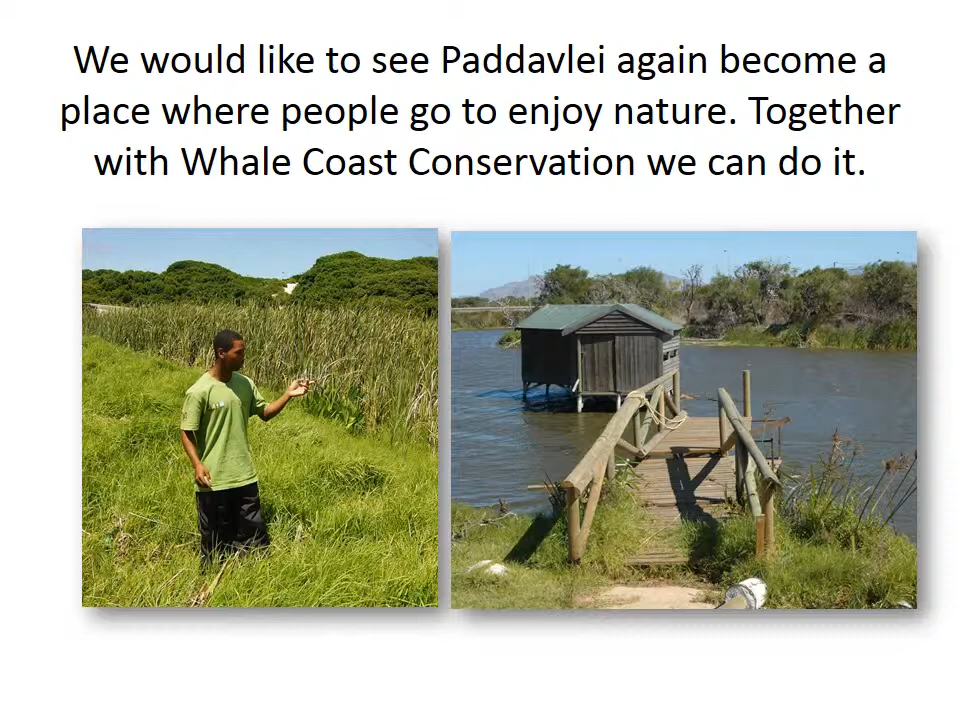 We would like to see Paddavlei again become a
place where people go to enjoy nature. Together
with Whale Coast Conservation we can do it.